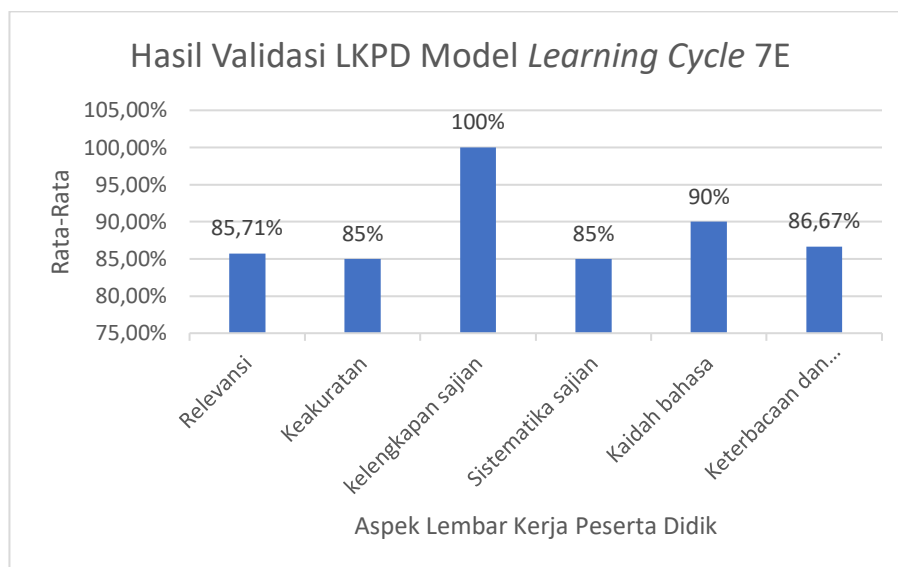 Hasil Validasi LKPD Model Learning Cycle 7E
105,00%
100,00%
95,00%
90,00%
85,00%
80,00%
75,00%
Rata-Rata
85,71%
85%
100%
85%
90%
86,67%
Relevansi
Keakuratan
kelengkapan sajian
Sistematika sajian
Kaidah bahasa
Keterbacaan dan...
Aspek Lembar Kerja Peserta Didik